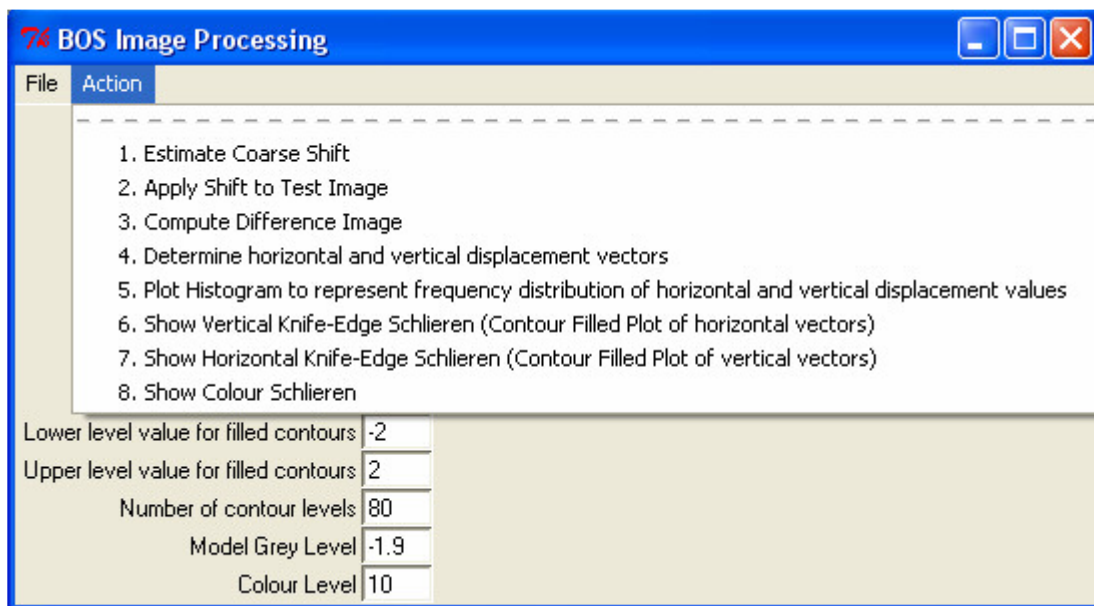 BOS Image Processing
File Action
1. Estimate Coarse Shift
2. Apply Shift to Test Image
3. Compute Difference Image
4. Determine horizontal and vertical displacement vectors
5. Plot Histogram to represent frequency distribution of horizontal and vertical displacement values
6. Show Vertical Knife-Edge Schlieren (Contour Filled Plot of horizontal vectors)
7. Show Horizontal Knife-Edge Schlieren (Contour Filled Plot of vertical vectors)
8. Show Colour Schlieren
Lower level value for filled contours -2
Upper level value for filled contours 2
Number of contour levels 80
Model Grey Level -1.9
Colour Level 10